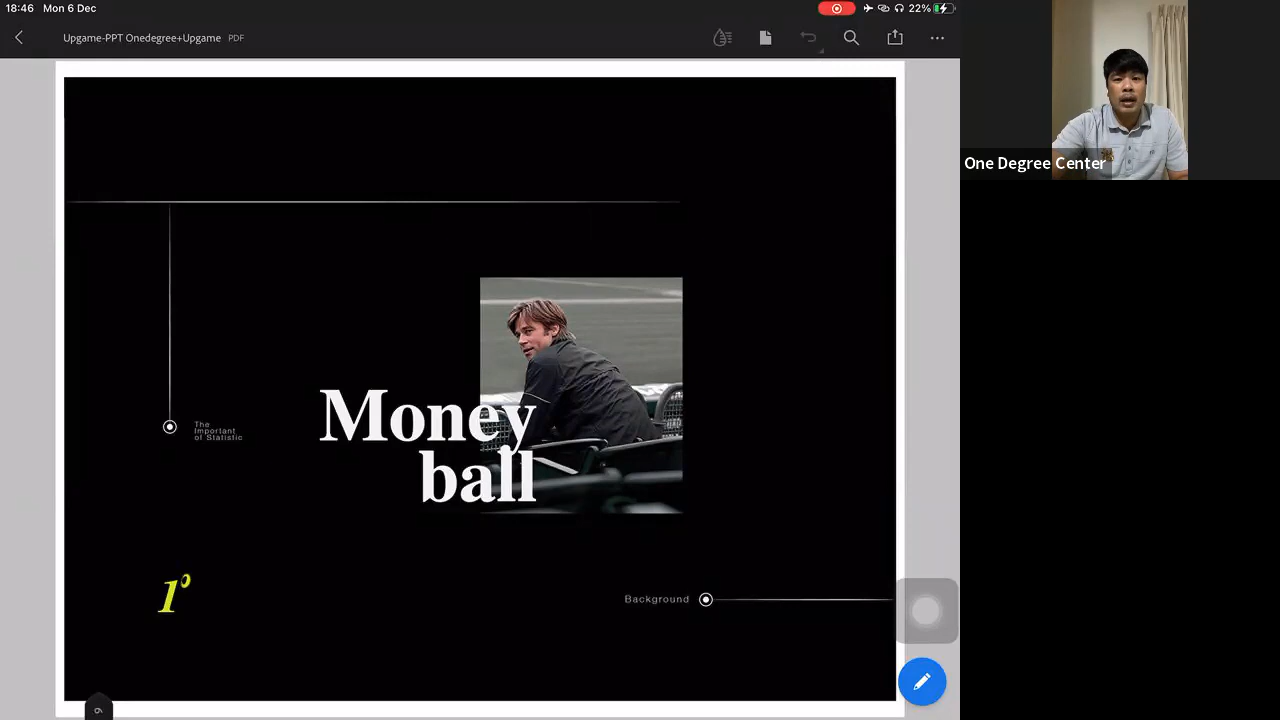 18:46 Mon 6 Dec
22%
Upgame-PPT Onedegree+Upgame PDF
One Degree Center
The
Important
of Statistic
Money
ball
1°
Background
9